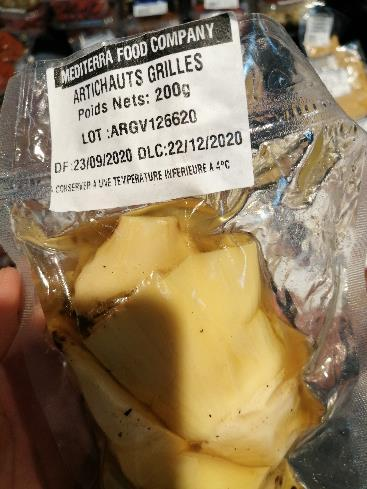 MEDITERRA FOOD COMPANY
ARTICHAUTS GRILLES
Poids Nets: 200g
LOT :ARGV126620
DF:23/09/2020 DLC:22/12/2020
A CONSERVER A UNE TEMPERATURE INFERIEURE A 4°C